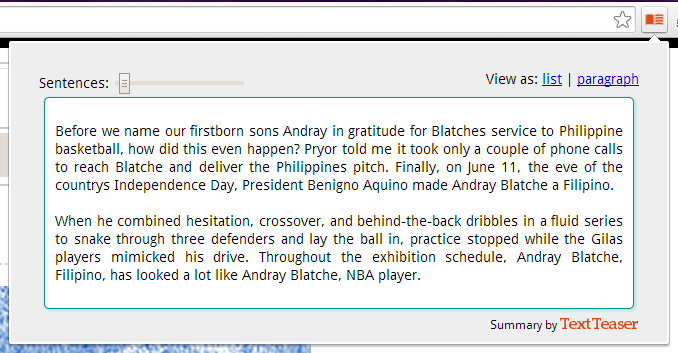 Sentences:
View as: list | paragraph
Before we name our firstborn sons Andray in gratitude for Blatches service to Philippine
basketball, how did this even happen? Pryor told me it took only a couple of phone calls
to reach Blatche and deliver the Philippines pitch. Finally, on June 11, the eve of the
countrys Independence Day, President Benigno Aquino made Andray Blatche a Filipino.
When he combined hesitation, crossover, and behind-the-back dribbles in a fluid series
to snake through three defenders and lay the ball in, practice stopped while the Gilas
players mimicked his drive. Throughout the exhibition schedule, Andray Blatche,
Filipino, has looked a lot like Andray Blatche, NBA player.
Summary by TextTeaser